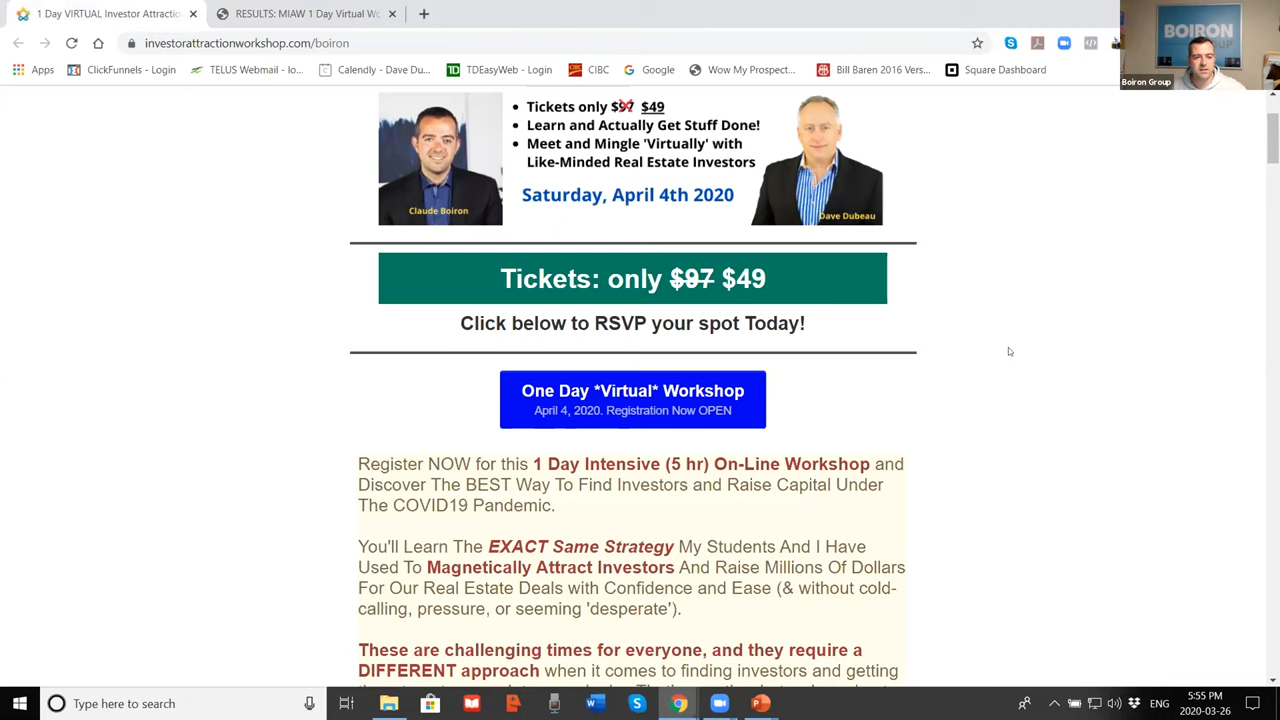 1 Day VIRTUAL Investor Attractio
RESULTS: MIAW 1 Day Virtual Wo
investorattractionworkshop.com/boiron
Apps
ClickFunnels - Login
TELUS Webmail - lo...
Calendly - Dave Du...
TDEasyWeb - Login
CIBC
Google
Wow My Prospect...
Bill Baren 2016 Vers...
Square Dashboard
BOIRON
Boiron Group
• Tickets only $97 $49
• Learn and Actually Get Stuff Done!
• Meet and Mingle 'Virtually' with
Like-Minded Real Estate Investors
Saturday, April 4th 2020
Claude Boiron
Dave Dubeau
Tickets: only $97 $49
Click below to RSVP your spot Today!
One Day *Virtual* Workshop
April 4, 2020. Registration Now OPEN
Register NOW for this 1 Day Intensive (5 hr) On-Line Workshop and
Discover The BEST Way To Find Investors and Raise Capital Under
The COVID19 Pandemic.
You'll Learn The EXACT Same Strategy My Students And I Have
Used To Magnetically Attract Investors And Raise Millions Of Dollars
For Our Real Estate Deals with Confidence and Ease (& without cold-
calling, pressure, or seeming 'desperate').
These are challenging times for everyone, and they require a
DIFFERENT approach when it comes to finding investors and getting
Type here to search
ENG
5:55 PM
2020-03-26